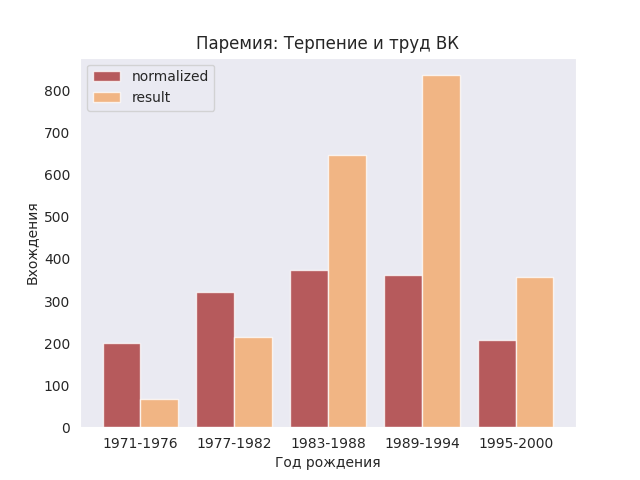 Паремия: Терпение и труд ВК
normalized
result
Вхождения
800
700
600
500
400
300
200
100
0
1971-1976 1977-1982 1983-1988 1989-1994 1995-2000
Год рождения